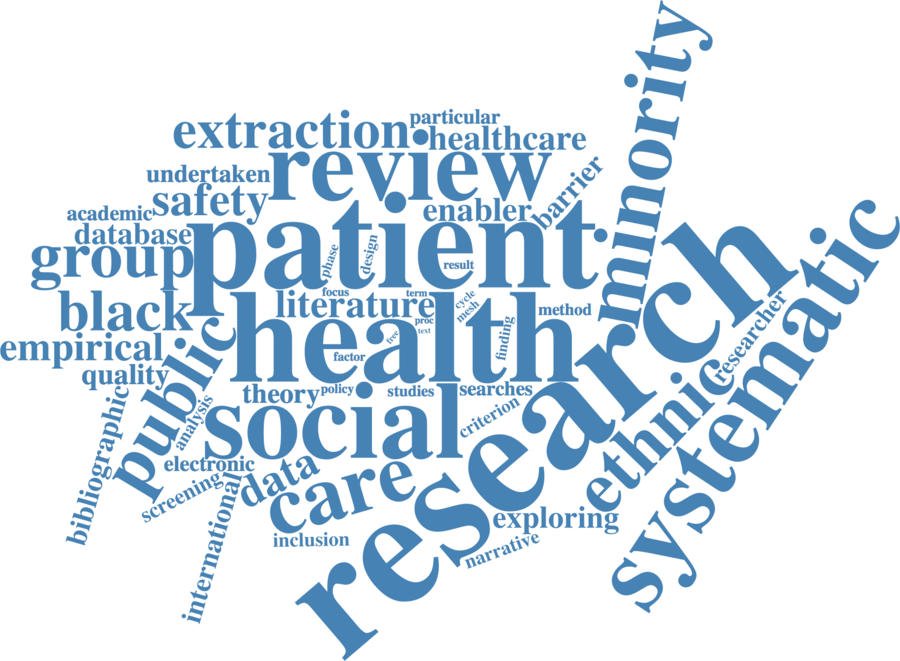 minority
particular
extraction
healthcare
review
undertaken
barrier
safety
enabler
academic
database
patient
group
phase
design
result
research
systematic
focus
term
cycle
mesh
literature
black
method
proc
text
free
health
finding
researcher
empirical
factor
public
quality
ethnic
theory
policy
studies
searches
social
analysis
criterion
bibliographic
electronic
data
screening
care
international
exploring
inclusion
narrative